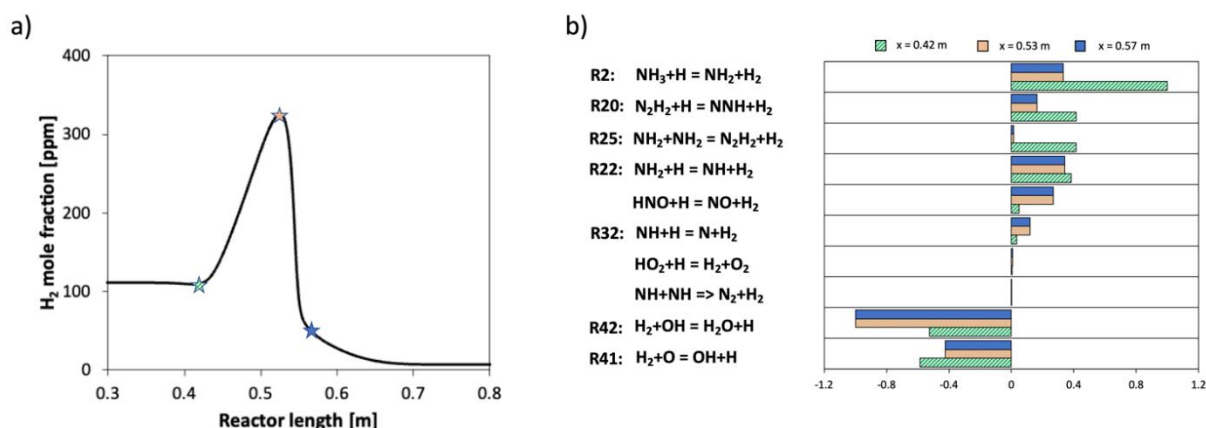 a)
H₂ mole fraction [ppm]
400
300
200
100
0
0.3 0.4 0.5 0.6 0.7 0.8
Reactor length [m]
b)
x = 0.42 m x = 0.53 m x = 0.57 m
R2: NH₃+H = NH₂+H₂
R20: N₂H₂+H = NNH+H₂
R25: NH₂+NH₂ = N₂H₂+H₂
R22: NH₂+H = NH+H₂
HNO+H = NO+H₂
R32: NH+H = N+H₂
HO₂+H = H₂+O₂
NH+NH => N₂+H₂
R42: H₂+OH = H₂O+H
R41: H₂+O = OH+H
-1.2 -0.8 -0.4 0 0.4 0.8 1.2